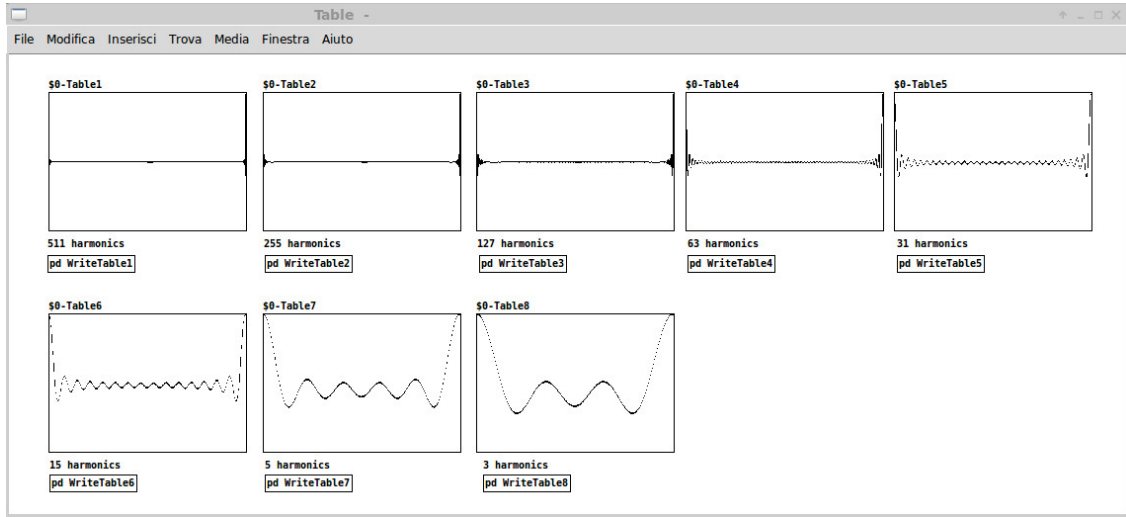 Table -
File Modifica Inserisci Trova Media Finestra Aiuto
$0-Table1 $0-Table2 $0-Table3 $0-Table4 $0-Table5
511 harmonics 255 harmonics 127 harmonics 63 harmonics 31 harmonics
pd WriteTable1 pd WriteTable2 pd WriteTable3 pd WriteTable4 pd WriteTable5
$0-Table6 $0-Table7 $0-Table8
15 harmonics 5 harmonics 3 harmonics
pd WriteTable6 pd WriteTable7 pd WriteTable8